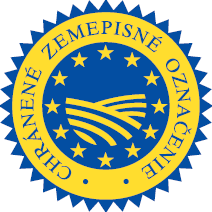 CHRÁNENÉ ZEMEPISNÉ OZNAČENIE